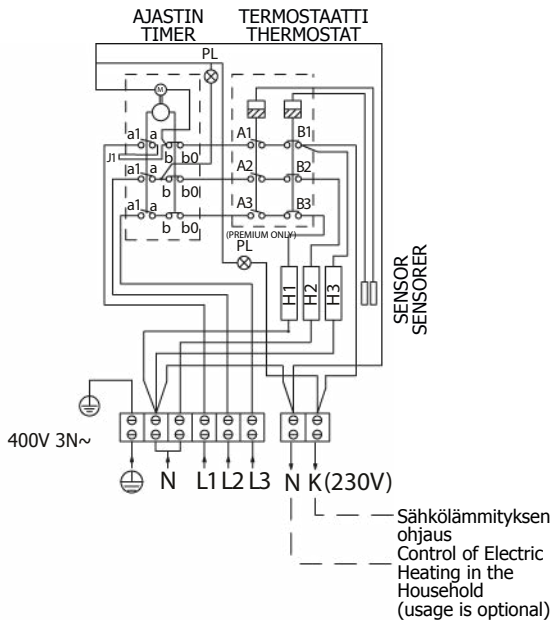 AJASTIN
TIMER
TERMOSTAATTI
THERMOSTAT
PL
M
a1 a
J1
b b0
A1
B1
a1 a
b b0
A2
B2
a1 a
b b0
A3
B3
(PREMIUM ONLY)
PL
H1
H2
H3
SENSOR
SENSORER
400V 3N~
N
L1
L2
L3
N
K (230V)
Sähkölämmityksen
ohjaus
Control of Electric
Heating in the
Household
(usage is optional)